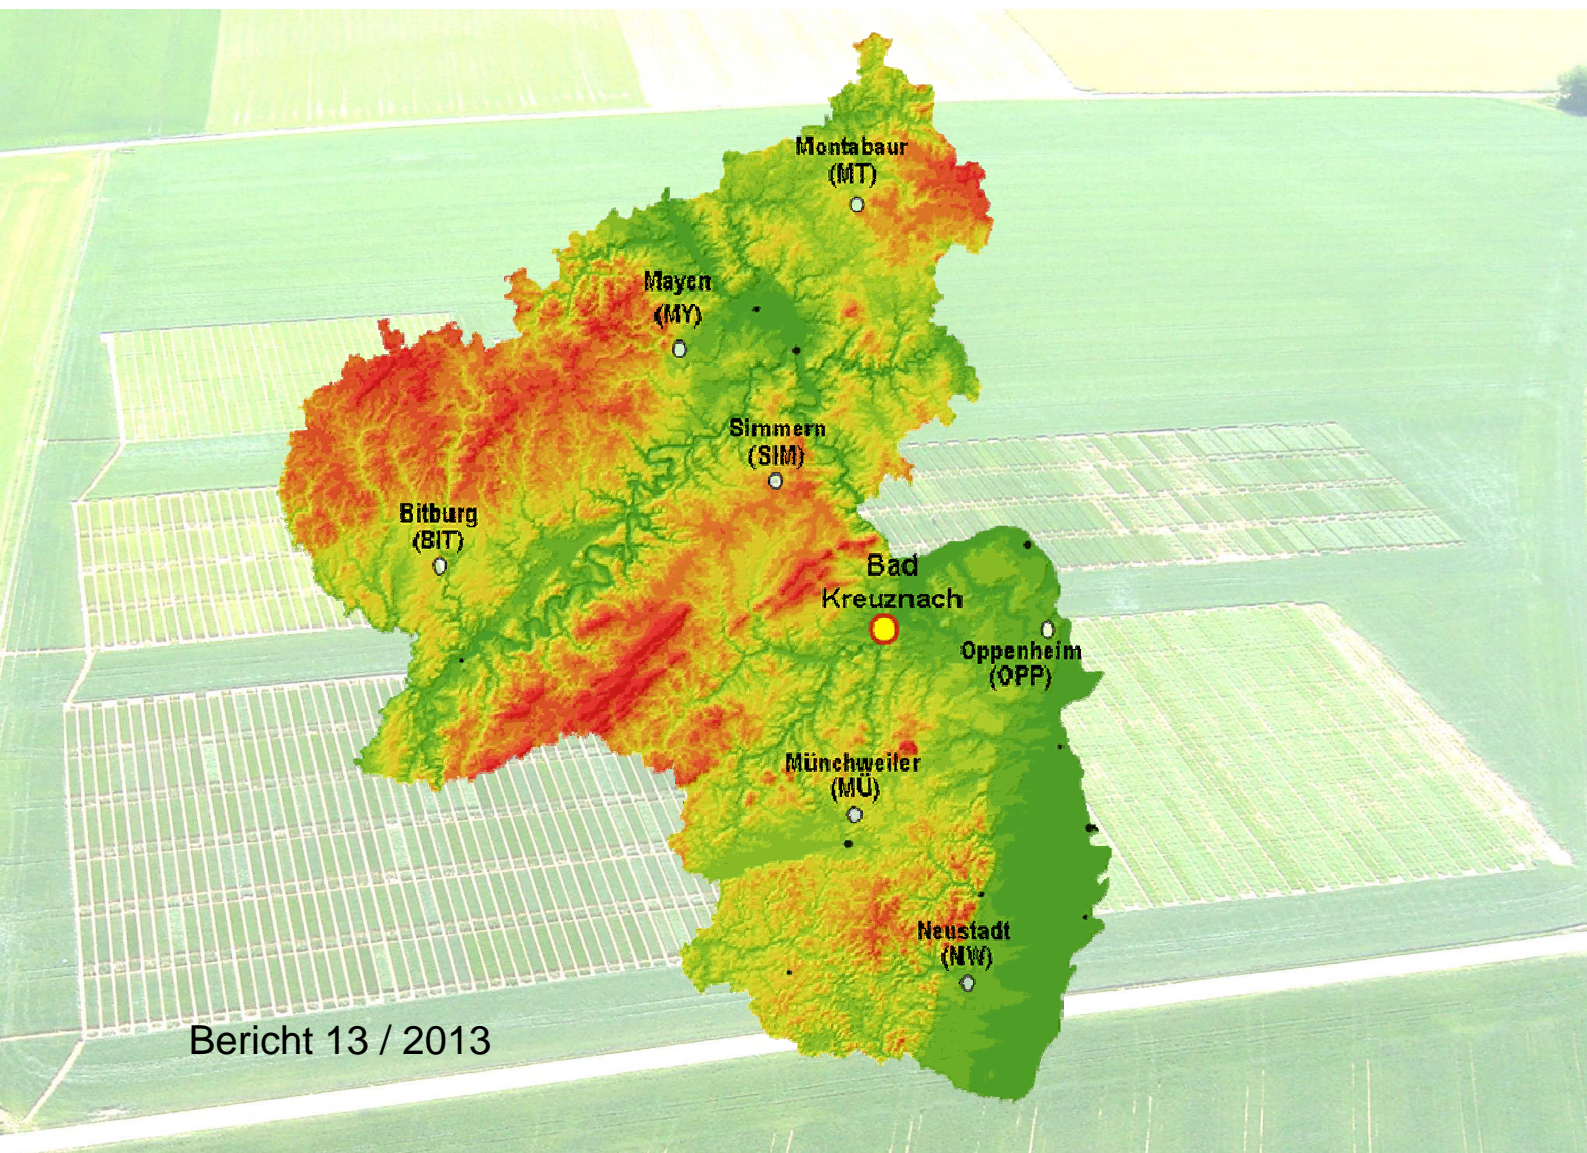 Montabaur
(MT)
Mayen
(MY)
Simmern
(SIM)
Bitburg
(BIT)
Bad
Kreuznach
Oppenheim
(OPP)
Münchweiler
(MÜ)
Neustadt
(NW)
Bericht 13 / 2013